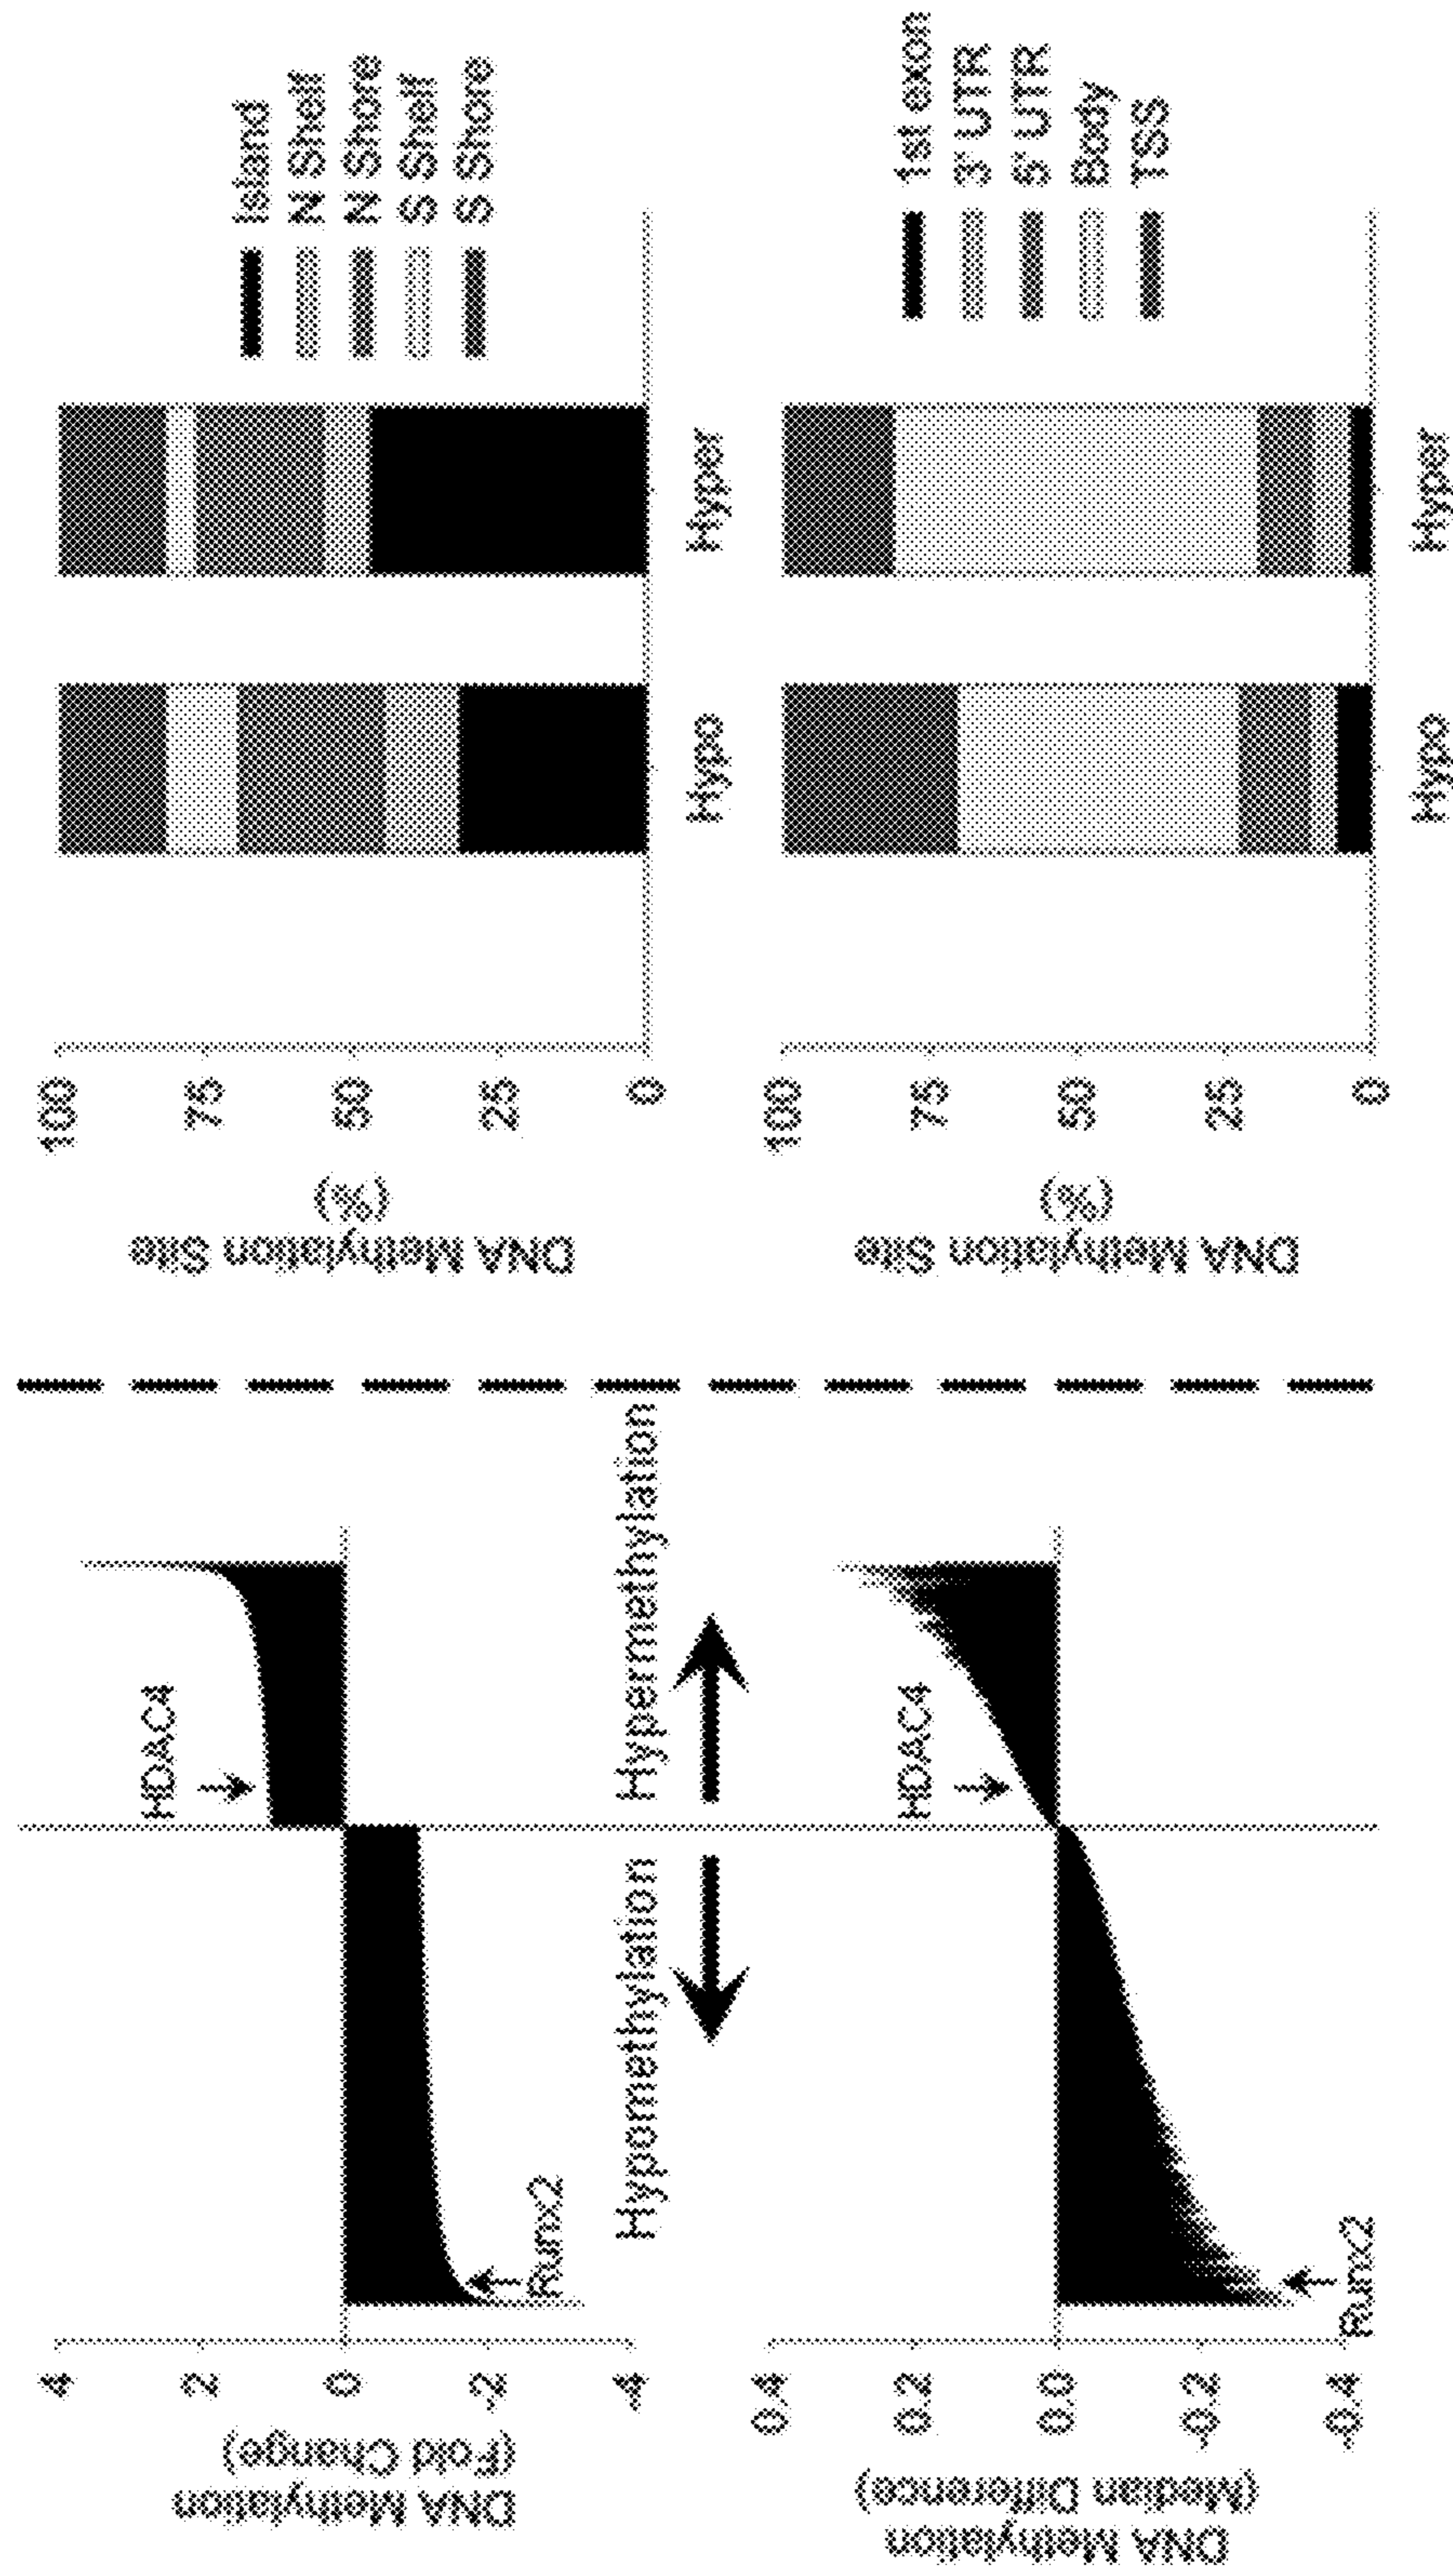 DNA Methylation
(Fold Change)
4
2
0
-2
-4
HDAC4
Runx2
Hypomethylation
Hypermethylation
DNA Methylation
(Median Difference)
0.4
0.2
0.0
-0.2
-0.4
HDAC4
Runx2
DNA Methylation Site
(%)
100
75
50
25
0
Hypo
Hyper
Island
N Shelf
N Shore
S Shelf
S Shore
DNA Methylation Site
(%)
100
75
50
25
0
Hypo
Hyper
1st exon
3' UTR
5' UTR
Body
TSS